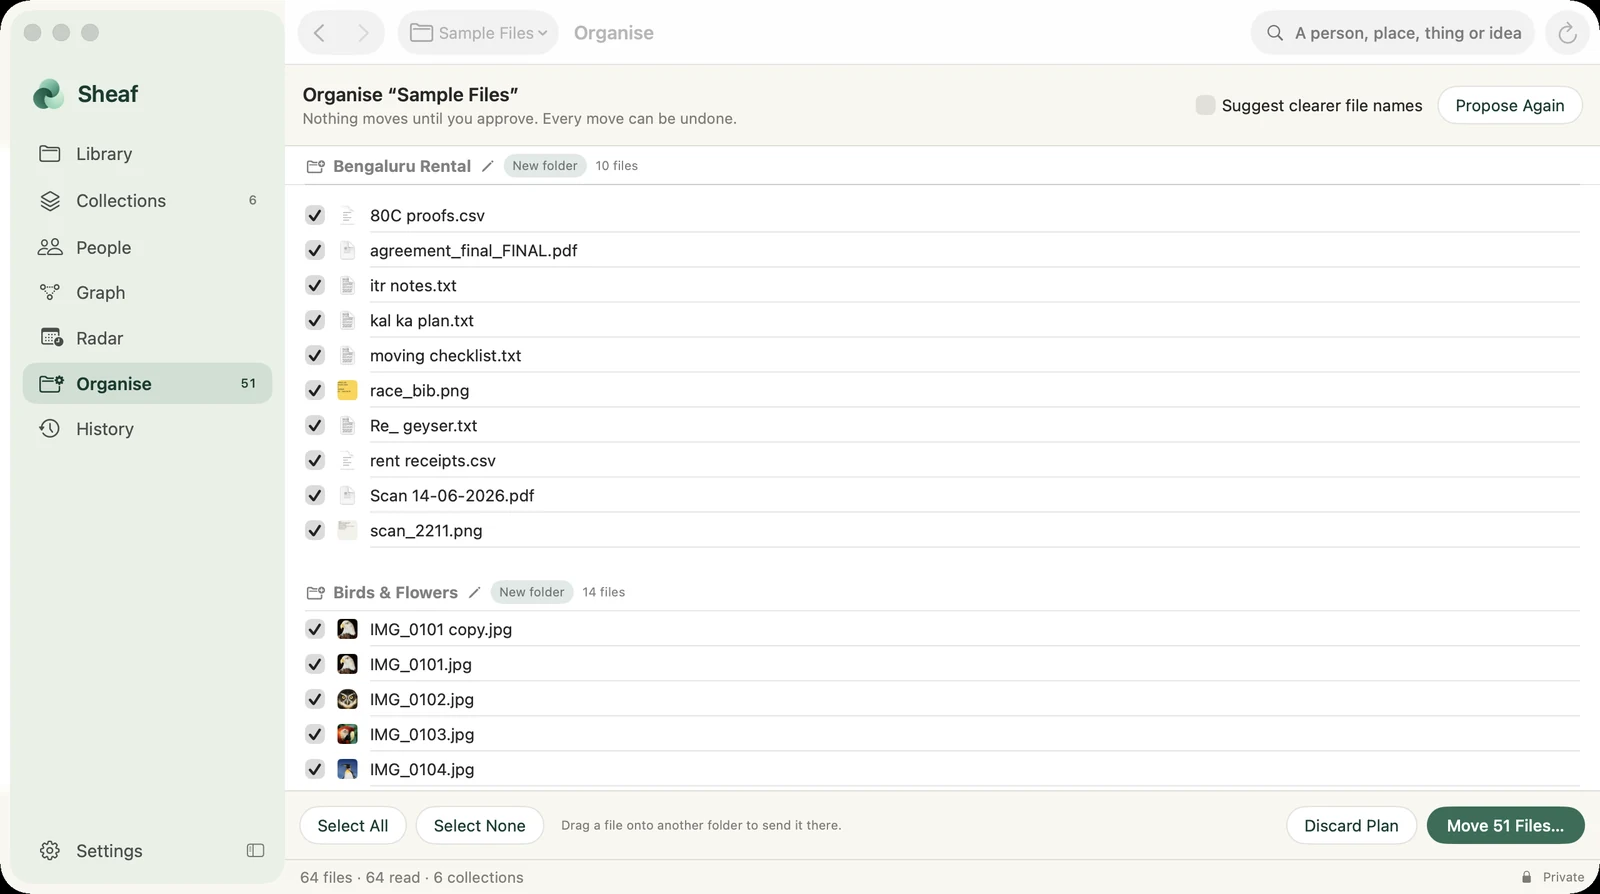 Sample Files
Organise
A person, place, thing or idea
Sheaf
Library
Collections 6
People
Graph
Radar
Organise 51
History
Settings
Organise “Sample Files”
Nothing moves until you approve. Every move can be undone.
Suggest clearer file names
Propose Again
Bengaluru Rental New folder 10 files
80C proofs.csv
agreement_final_FINAL.pdf
itr notes.txt
kal ka plan.txt
moving checklist.txt
race_bib.png
Re_ geyser.txt
rent receipts.csv
Scan 14-06-2026.pdf
scan_2211.png
Birds & Flowers New folder 14 files
IMG_0101 copy.jpg
IMG_0101.jpg
IMG_0102.jpg
IMG_0103.jpg
IMG_0104.jpg
Select All
Select None
Drag a file onto another folder to send it there.
Discard Plan
Move 51 Files...
64 files · 64 read · 6 collections
Private